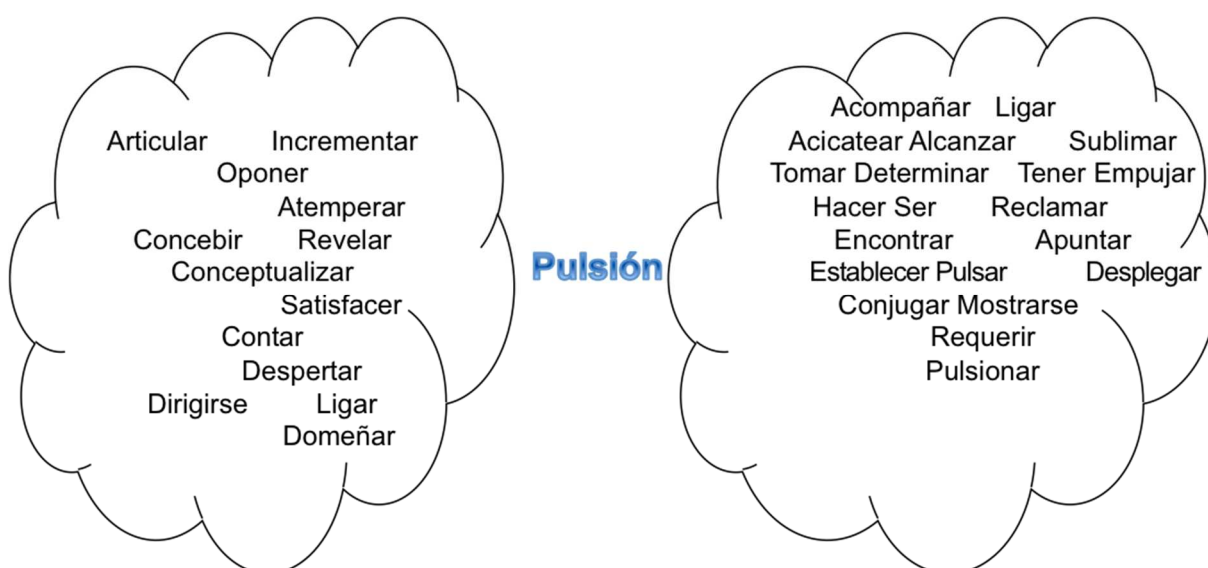 Articular Incrementar
Oponer
Atemperar
Concebir Revelar
Conceptualizar
Satisfacer
Contar
Despertar
Dirigirse Ligar
Domeñar
Pulsión
Acompañar Ligar
Acicatear Alcanzar Sublimar
Tomar Determinar Tener Empujar
Hacer Ser Reclamar
Encontrar Apuntar
Establecer Pulsar Desplegar
Conjugar Mostrarse
Requerir
Pulsionar